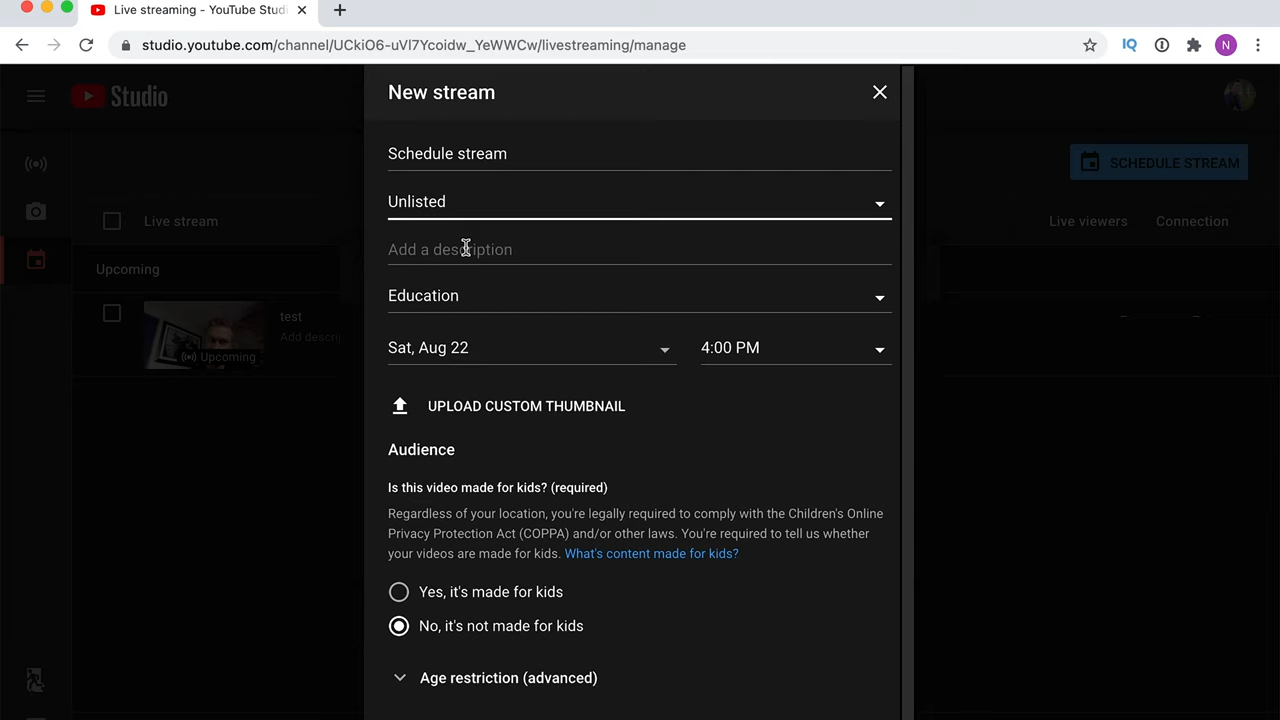 Live streaming - YouTube Studi
studio.youtube.com/channel/UCkiO6-uVl7Ycoidw_YeWWCw/livestreaming/manage
IQ
N
Studio
New stream
SCHEDULE STREAM
Schedule stream
Unlisted
Live stream
Live viewers
Connection
Add a description
Upcoming
Education
test
Add descri
Upcoming
Sat, Aug 22
4:00 PM
UPLOAD CUSTOM THUMBNAIL
Audience
Is this video made for kids? (required)
Regardless of your location, you're legally required to comply with the Children's Online
Privacy Protection Act (COPPA) and/or other laws. You're required to tell us whether
your videos are made for kids. What's content made for kids?
Yes, it's made for kids
No, it's not made for kids
Age restriction (advanced)